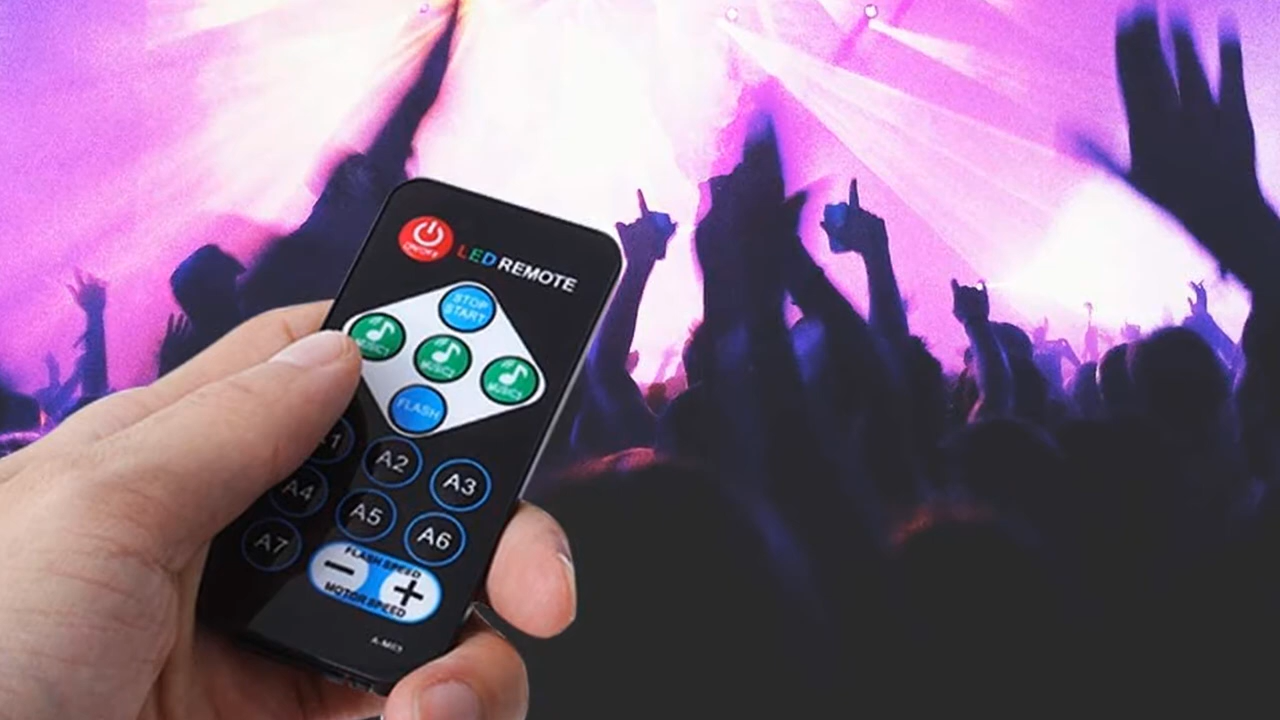 ON/OFF
LED REMOTE
STOP
START
MUSIC1
MUSIC2
MUSIC3
FLASH
1
A2
A3
A4
A5
A6
A7
FLASH SPEED
− +
MOTOR SPEED